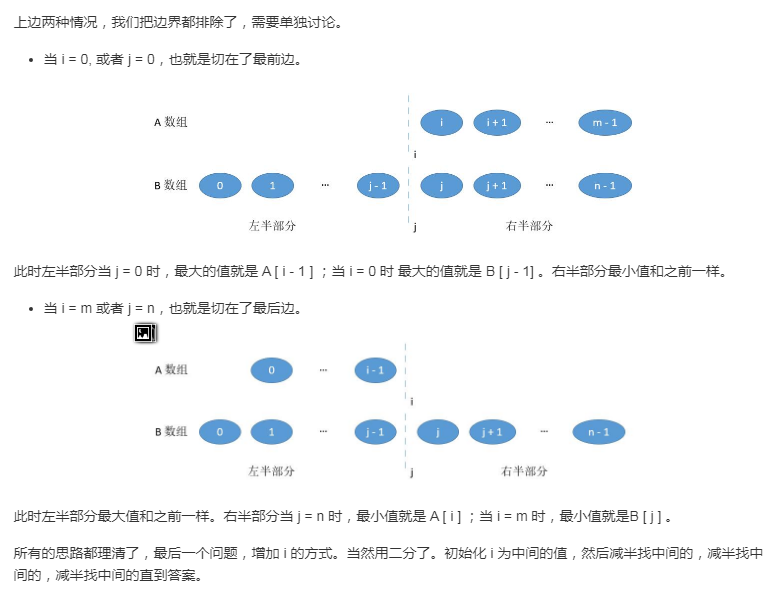 上边两种情况，我们把边界都排除了，需要单独讨论。
• 当 i = 0, 或者 j = 0，也就是切在了最前边。
A 数组 i i + 1 ... m - 1
i
B 数组 0 1 ... j - 1 j j + 1 ... n - 1
左半部分 j 右半部分
此时左半部分当 j = 0 时，最大的值就是 A [ i - 1 ] ；当 i = 0 时 最大的值就是 B [ j - 1] 。右半部分最小值和之前一样。
• 当 i = m 或者 j = n，也就是切在了最后边。
A 数组 0 ... i - 1
i
B 数组 0 1 ... j - 1 j j + 1 ... n - 1
左半部分 j 右半部分
此时左半部分最大值和之前一样。右半部分当 j = n 时，最小值就是 A [ i ] ；当 i = m 时，最小值就是B [ j ] 。
所有的思路都理清了，最后一个问题，增加 i 的方式。当然用二分了。初始化 i 为中间的值，然后减半找中间的，减半找中
间的，减半找中间的直到答案。